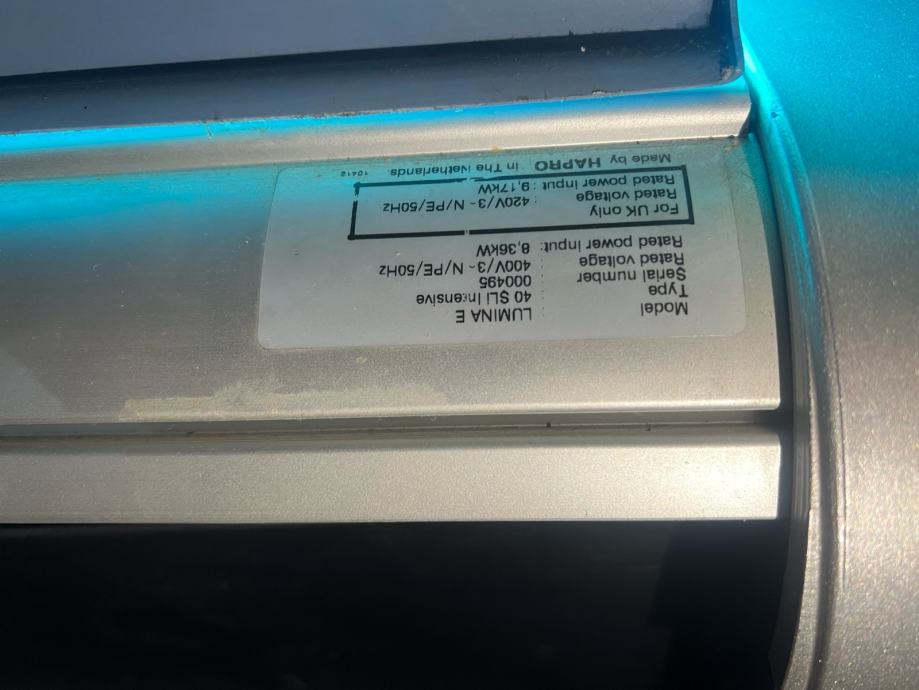 Model : LUMINA E
Type : 40 SLi Intensive
Serial number : 000495
Rated voltage : 400V/3~ N/PE/50Hz
Rated power input: 8,36kW
For UK only
Rated voltage : 420V/3~ N/PE/50Hz
Rated power input : 9,17kW
Made by HAPRO in The Netherlands. 10412